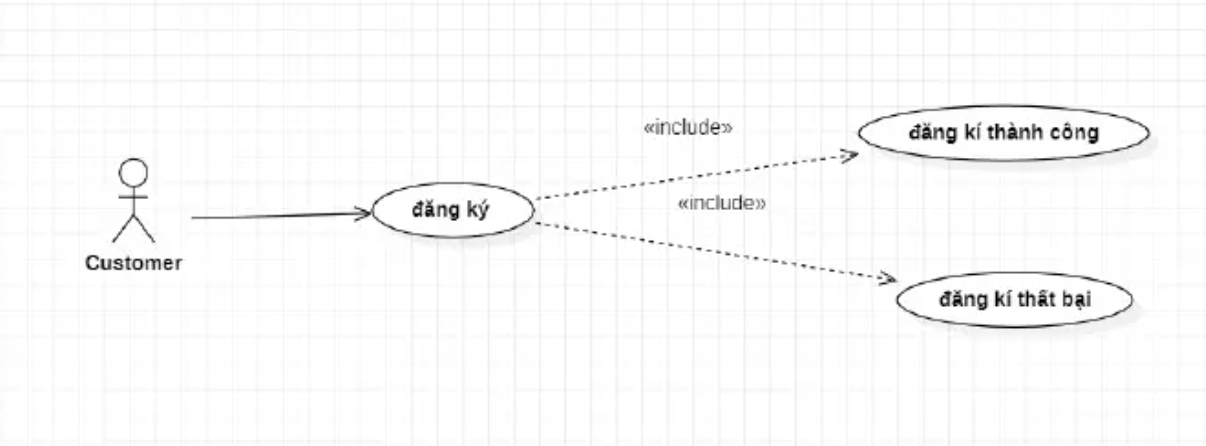 «include»
đăng kí thành công
Customer
đăng ký
«include»
đăng kí thất bại